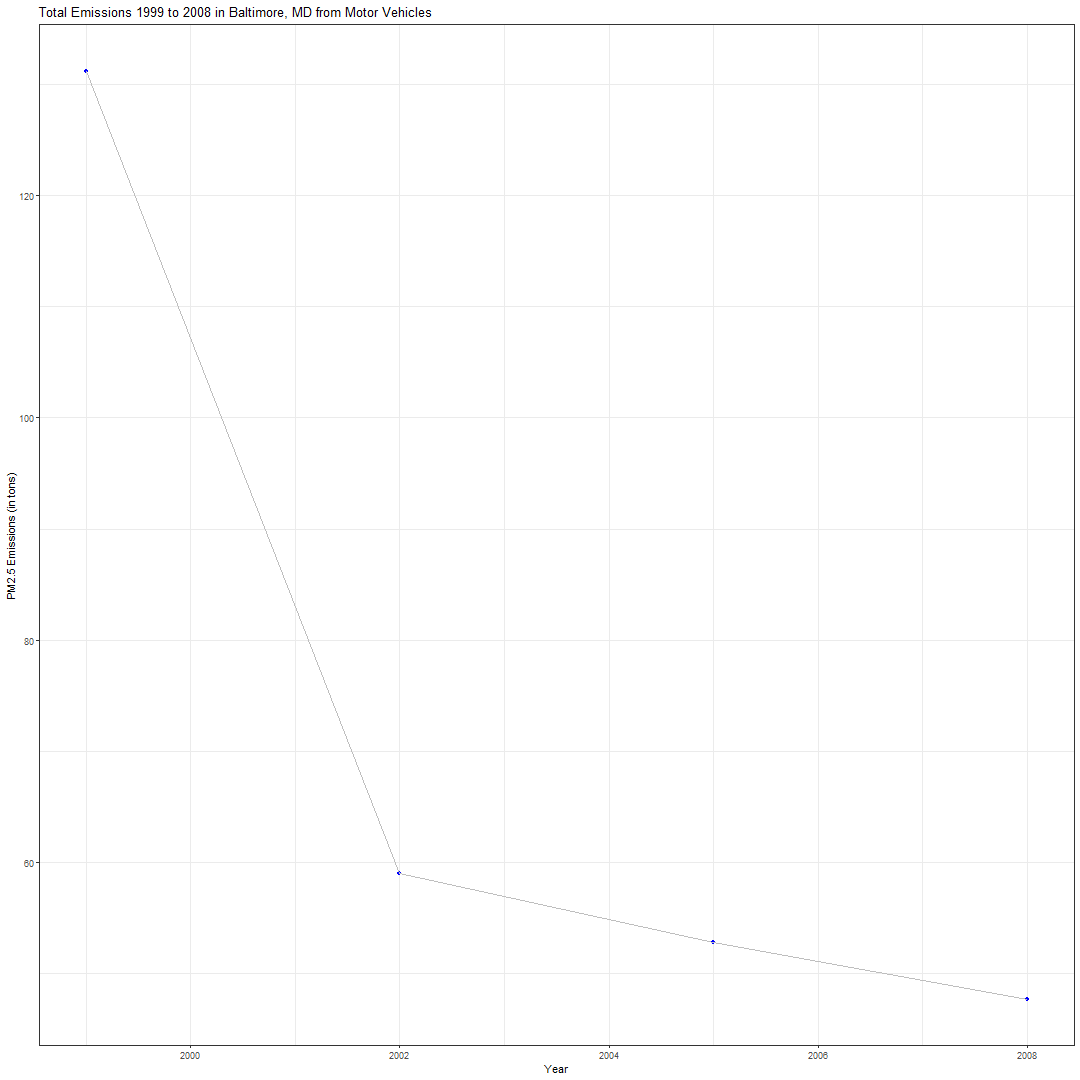 Total Emissions 1999 to 2008 in Baltimore, MD from Motor Vehicles
PM2.5 Emissions (in tons)
120
100
80
60
2000 2002 2004 2006 2008
Year